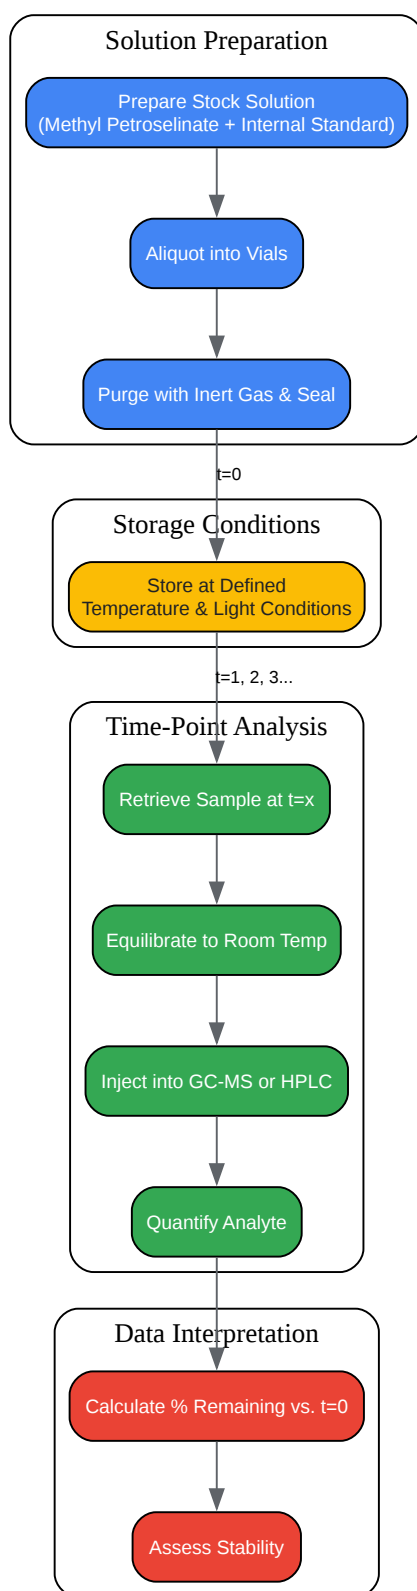 Solution Preparation
Prepare Stock Solution
(Methyl Petroselinate + Internal Standard)
Aliquot into Vials
Purge with Inert Gas & Seal
t=0
Storage Conditions
Store at Defined
Temperature & Light Conditions
t=1, 2, 3...
Time-Point Analysis
Retrieve Sample at t=x
Equilibrate to Room Temp
Inject into GC-MS or HPLC
Quantify Analyte
Data Interpretation
Calculate % Remaining vs. t=0
Assess Stability